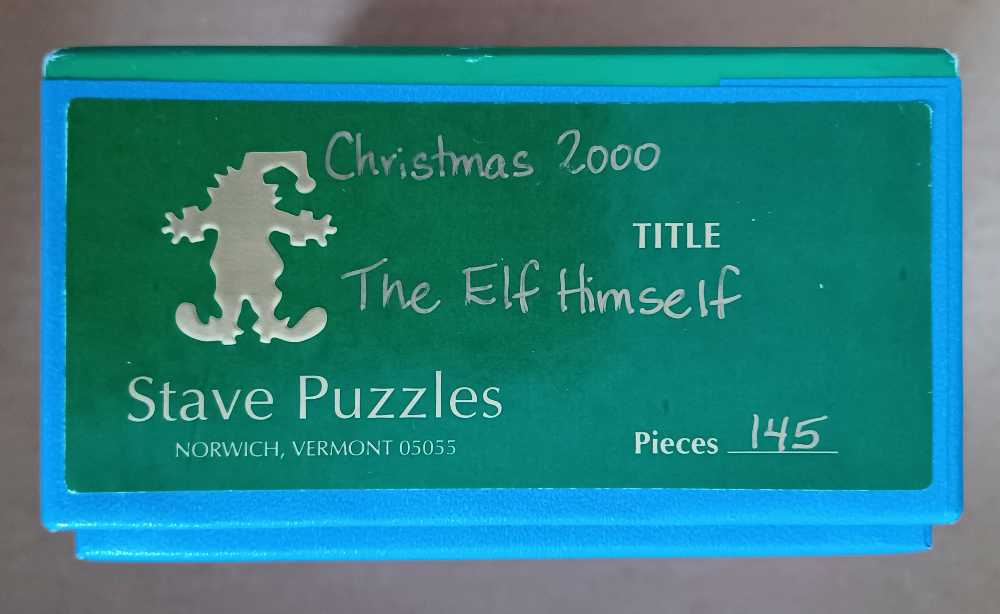 Christmas 2000
TITLE
The Elf Himself
Stave Puzzles
NORWICH, VERMONT 05055
Pieces 145